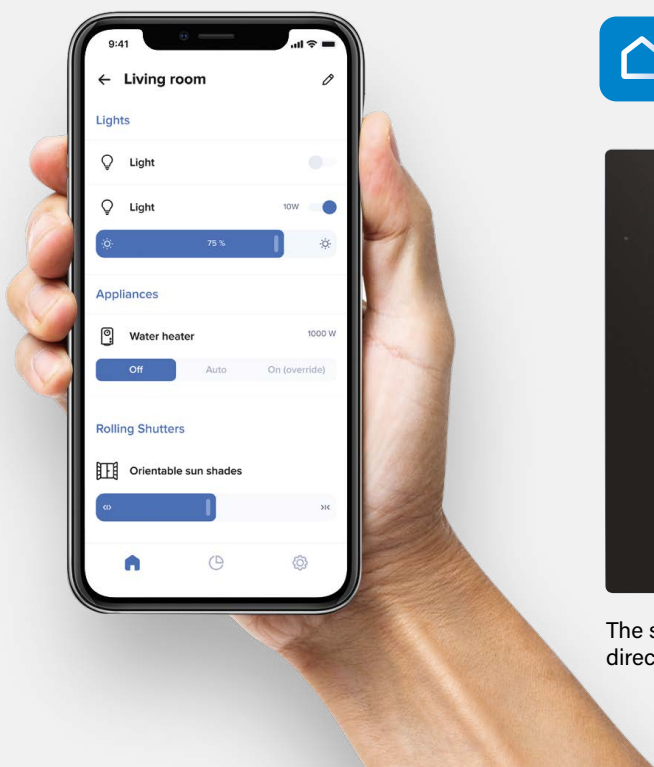 9:41
Living room
Lights
Light
Light
10W
75 %
Appliances
Water heater
1000 W
Off
Auto
On (override)
Rolling Shutters
Orientable sun shades
The s
direc